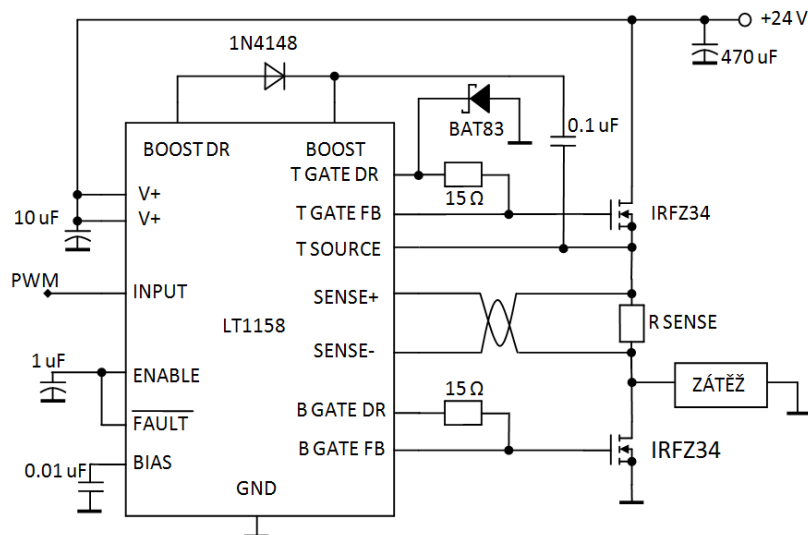 +24 V
470 uF
1N4148
BAT83
0.1 uF
BOOST DR
BOOST
T GATE DR
15 Ω
V+
V+
T GATE FB
IRFZ34
10 uF
T SOURCE
PWM
INPUT
SENSE+
LT1158
R SENSE
SENSE-
1 uF
ENABLE
ZÁTĚŽ
15 Ω
B GATE DR
FAULT
B GATE FB
IRFZ34
BIAS
0.01 uF
GND